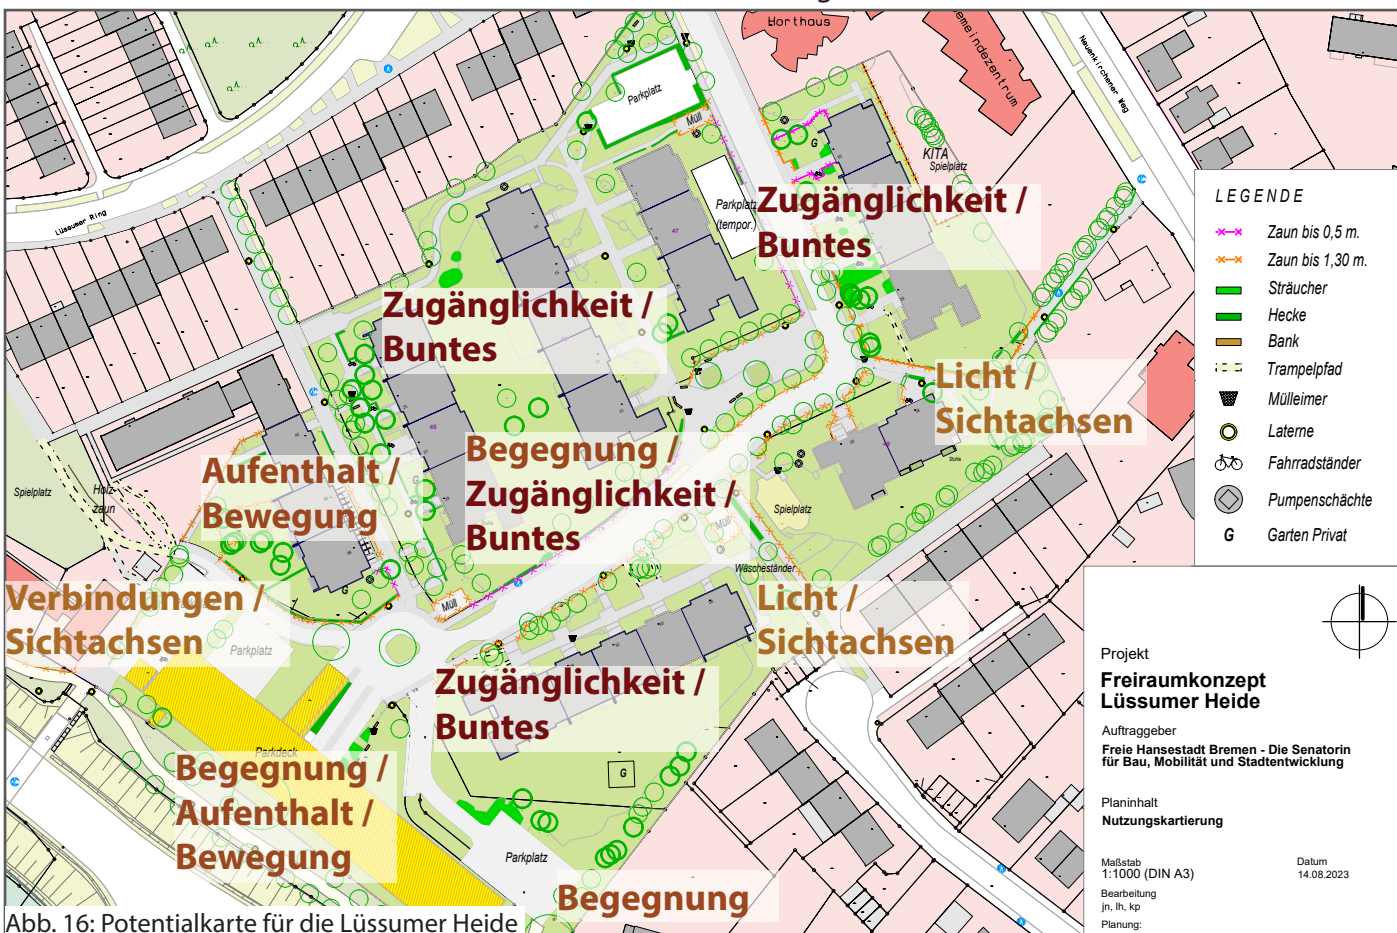 Horthaus
Gemeindezentrum
Neuenkirchener Weg
Parkplatz
Müll
G
KITA
Spielplatz
Lüssumer Ring
Parkplatz
(tempor.)
47
Zugänglichkeit /
Buntes
Zugänglichkeit /
Buntes
45
Licht /
Sichtachsen
Begegnung /
Zugänglichkeit /
Buntes
Aufenthalt /
Bewegung
Spielplatz
Holz-
zaun
G
Spielplatz
Müll
Wäscheständer
Verbindungen /
Sichtachsen
G
Müll
Licht /
Sichtachsen
Parkplatz
Zugänglichkeit /
Buntes
Parkdeck
Begegnung /
Aufenthalt /
Bewegung
G
Parkplatz
Begegnung
LEGENDE
Zaun bis 0,5 m.
Zaun bis 1,30 m.
Sträucher
Hecke
Bank
Trampelpfad
Mülleimer
Laterne
Fahrradständer
Pumpenschächte
G Garten Privat
Projekt
Freiraumkonzept
Lüssumer Heide
Auftraggeber
Freie Hansestadt Bremen - Die Senatorin
für Bau, Mobilität und Stadtentwicklung
Planinhalt
Nutzungskartierung
Maßstab
1:1000 (DIN A3)
Datum
14.08.2023
Bearbeitung
jn, lh, kp
Planung:
Abb. 16: Potentialkarte für die Lüssumer Heide